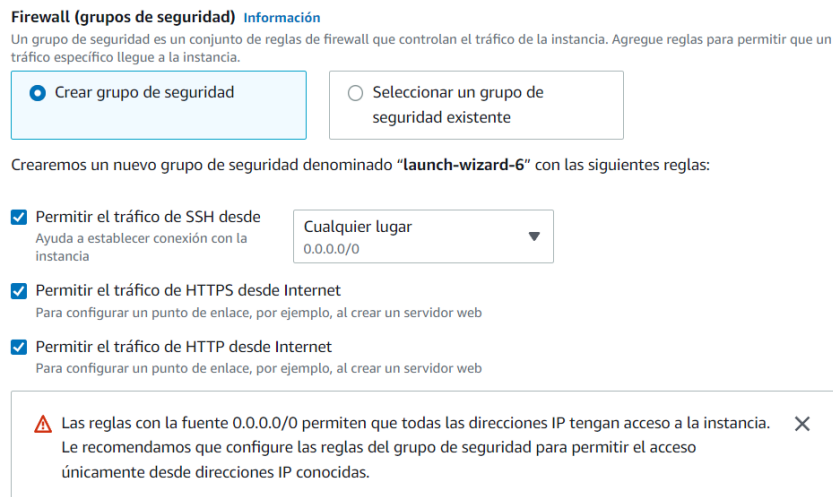 Firewall (grupos de seguridad) Información
Un grupo de seguridad es un conjunto de reglas de firewall que controlan el tráfico de la instancia. Agregue reglas para permitir que un
tráfico específico llegue a la instancia.
Crear grupo de seguridad
Seleccionar un grupo de
seguridad existente
Crearemos un nuevo grupo de seguridad denominado “launch-wizard-6” con las siguientes reglas:
Permitir el tráfico de SSH desde
Ayuda a establecer conexión con la
instancia
Cualquier lugar
0.0.0.0/0
Permitir el tráfico de HTTPS desde Internet
Para configurar un punto de enlace, por ejemplo, al crear un servidor web
Permitir el tráfico de HTTP desde Internet
Para configurar un punto de enlace, por ejemplo, al crear un servidor web
Las reglas con la fuente 0.0.0.0/0 permiten que todas las direcciones IP tengan acceso a la instancia.
Le recomendamos que configure las reglas del grupo de seguridad para permitir el acceso
únicamente desde direcciones IP conocidas.